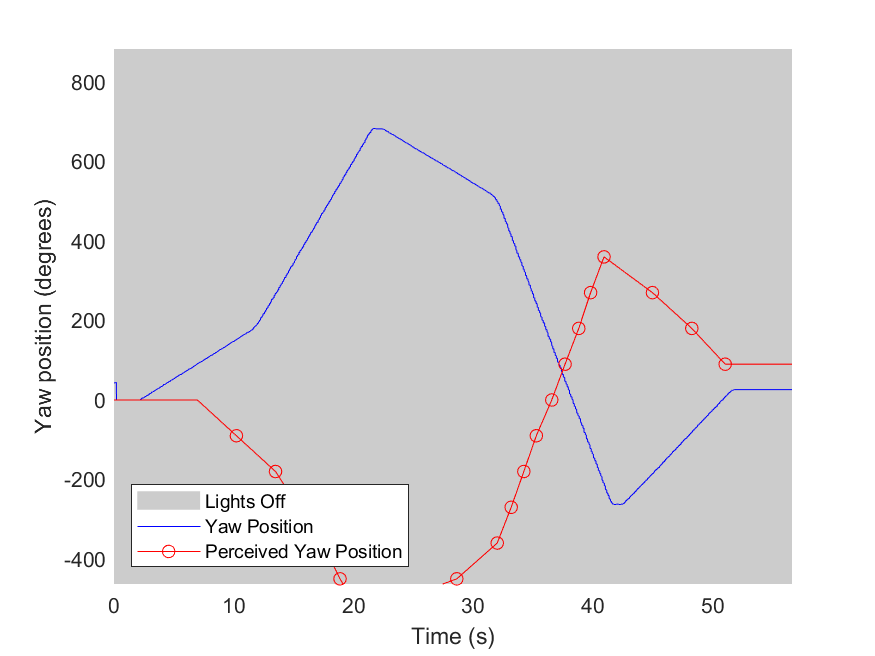 800
600
400
200
0
-200
-400
Yaw position (degrees)
Lights Off
Yaw Position
Perceived Yaw Position
0 10 20 30 40 50
Time (s)